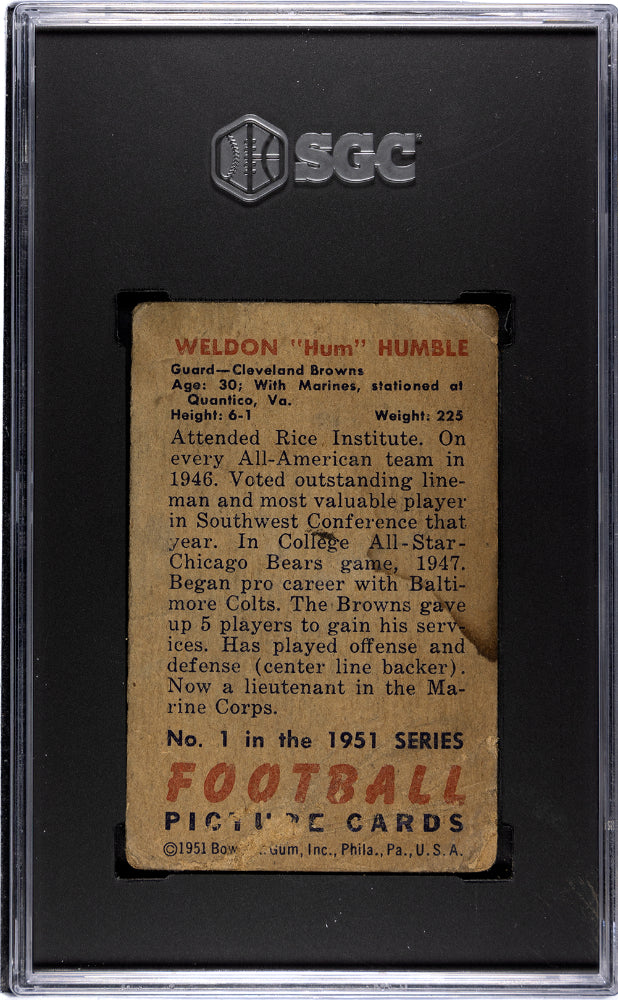 SGC
WELDON "Hum" HUMBLE
Guard—Cleveland Browns
Age: 30; With Marines, stationed at
Quantico, Va.
Height: 6-1 Weight: 225
Attended Rice Institute. On
every All-American team in
1946. Voted outstanding line-
man and most valuable player
in Southwest Conference that
year. In College All-Star-
Chicago Bears game, 1947.
Began pro career with Balti-
more Colts. The Browns gave
up 5 players to gain his serv-
ices. Has played offense and
defense (center line backer).
Now a lieutenant in the Ma-
rine Corps.
No. 1 in the 1951 SERIES
FOOTBALL
PICTURE CARDS
©1951 Bow Gum, Inc., Phila., Pa., U.S.A.